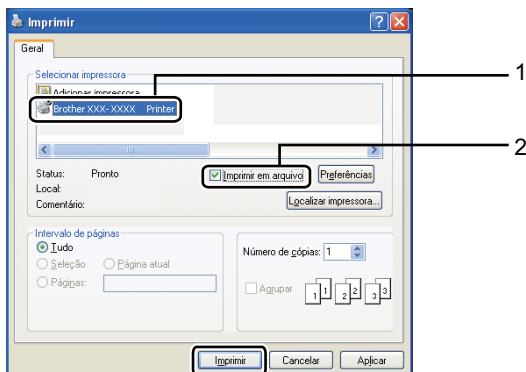 Imprimir
Geral
Selecionar impressora
Adicionar impressora
Brother XXX-XXXX Printer
1
2
Status: Pronto
Imprimir em arquivo
Preferências
Local:
Comentário:
Localizar impressora...
Intervalo de páginas
Tudo
Seleção Página atual
Páginas:
Número de cópias: 1
Agrupar
1 1 2 2 3 3
Imprimir Cancelar Aplicar